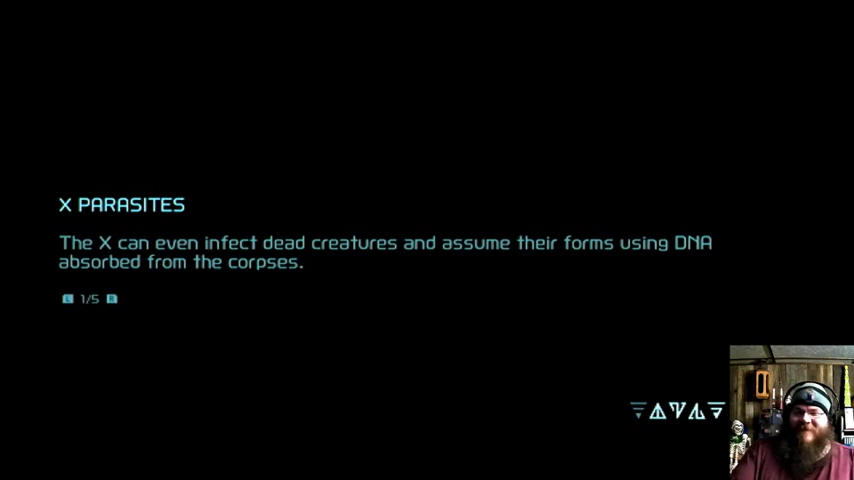 X PARASITES
The X can even infect dead creatures and assume their forms using DNA
absorbed from the corpses.
L 1/5 R